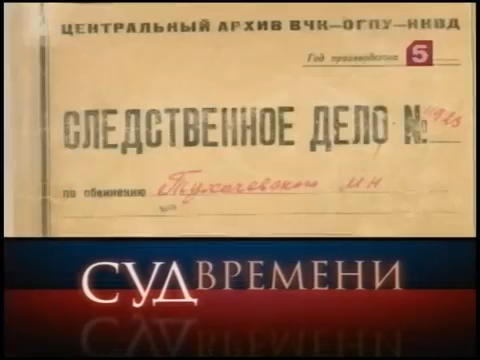 ЦЕНТРАЛЬНЫЙ АРХИВ ВЧК-ОГПУ-НКВД
Год производства
5
СЛЕДСТВЕННОЕ ДЕЛО №
по обвинению Тухачевского М Н
СУД ВРЕМЕНИ